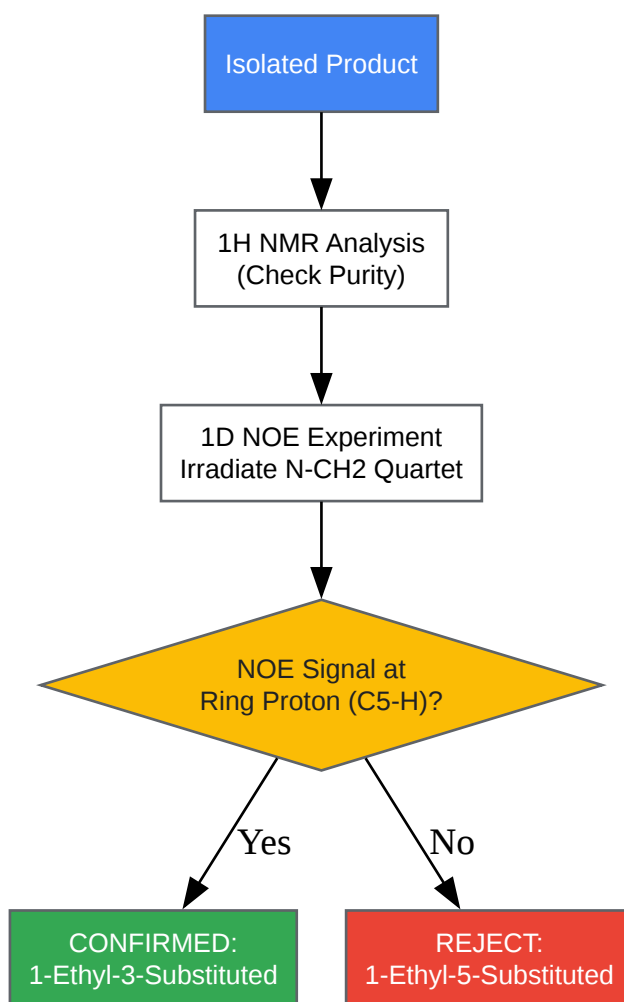 Isolated Product
1H NMR Analysis
(Check Purity)
1D NOE Experiment
Irradiate N-CH2 Quartet
NOE Signal at
Ring Proton (C5-H)?
Yes
No
CONFIRMED:
1-Ethyl-3-Substituted
REJECT:
1-Ethyl-5-Substituted